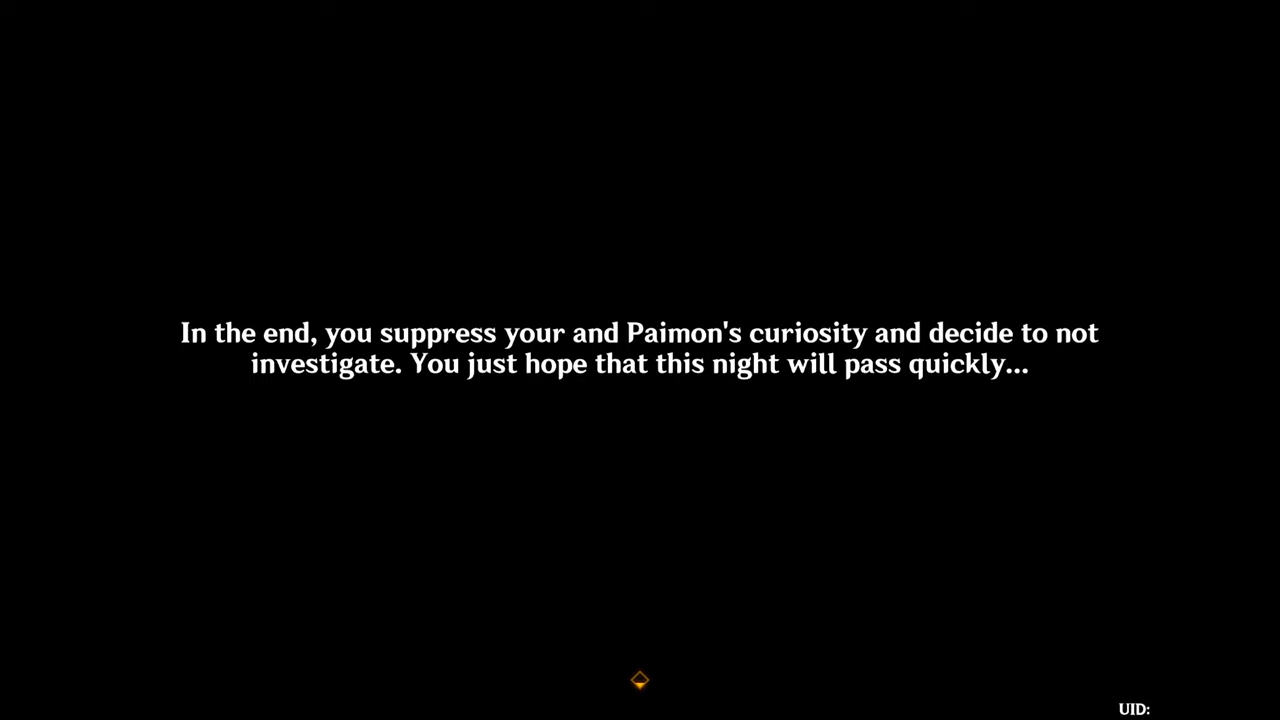 In the end, you suppress your and Paimon's curiosity and decide to not
investigate. You just hope that this night will pass quickly...
UID: